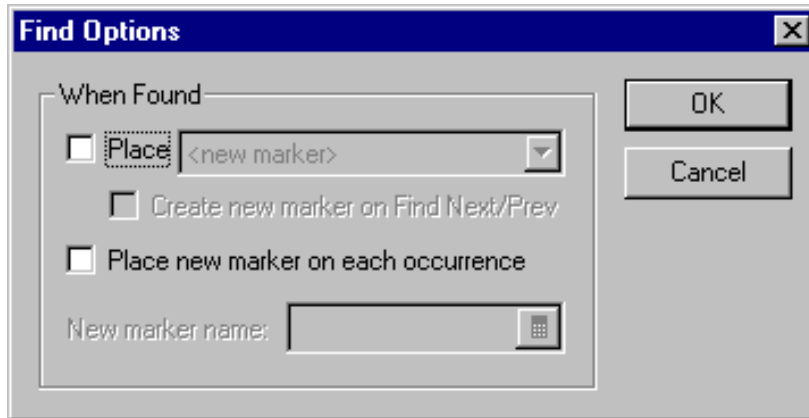 Find Options
When Found
OK
Place <new marker>
Cancel
Create new marker on Find Next/Prev
Place new marker on each occurrence
New marker name: